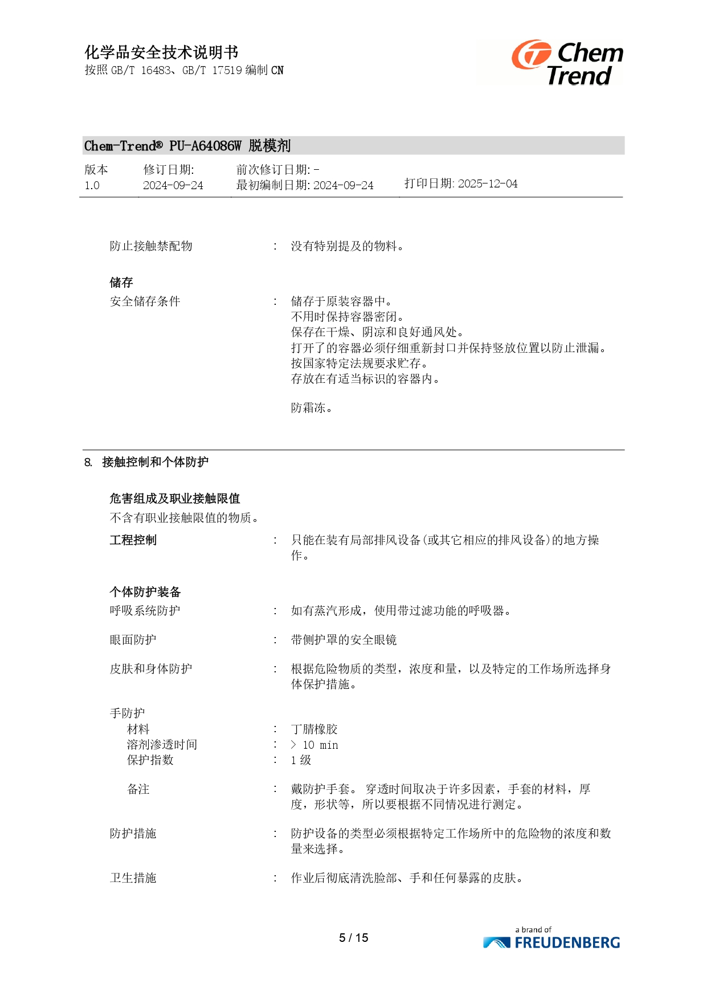 化学品安全技术说明书
按照 GB/T 16483、GB/T 17519 编制 CN
Chem
Trend
Chem-Trend® PU-A64086W 脱模剂
版本 修订日期: 前次修订日期: -
1.0 2024-09-24 最初编制日期: 2024-09-24 打印日期: 2025-12-04
防止接触禁配物 : 没有特别提及的物料。
储存
安全储存条件 : 储存于原装容器中。
不用时保持容器密闭。
保存在干燥、阴凉和良好通风处。
打开了的容器必须仔细重新封口并保持竖放位置以防止泄漏。
按国家特定法规要求贮存。
存放在有适当标识的容器内。
防霜冻。
8. 接触控制和个体防护
危害组成及职业接触限值
不含有职业接触限值的物质。
工程控制 : 只能在装有局部排风设备(或其它相应的排风设备)的地方操
作。
个体防护装备
呼吸系统防护 : 如有蒸汽形成，使用带过滤功能的呼吸器。
眼面防护 : 带侧护罩的安全眼镜
皮肤和身体防护 : 根据危险物质的类型，浓度和量，以及特定的工作场所选择身
体保护措施。
手防护
材料 : 丁腈橡胶
溶剂渗透时间 : > 10 min
保护指数 : 1 级
备注 : 戴防护手套。 穿透时间取决于许多因素，手套的材料，厚
度，形状等，所以要根据不同情况进行测定。
防护措施 : 防护设备的类型必须根据特定工作场所中的危险物的浓度和数
量来选择。
卫生措施 : 作业后彻底清洗脸部、手和任何暴露的皮肤。
5 / 15
a brand of
FREUDENBERG